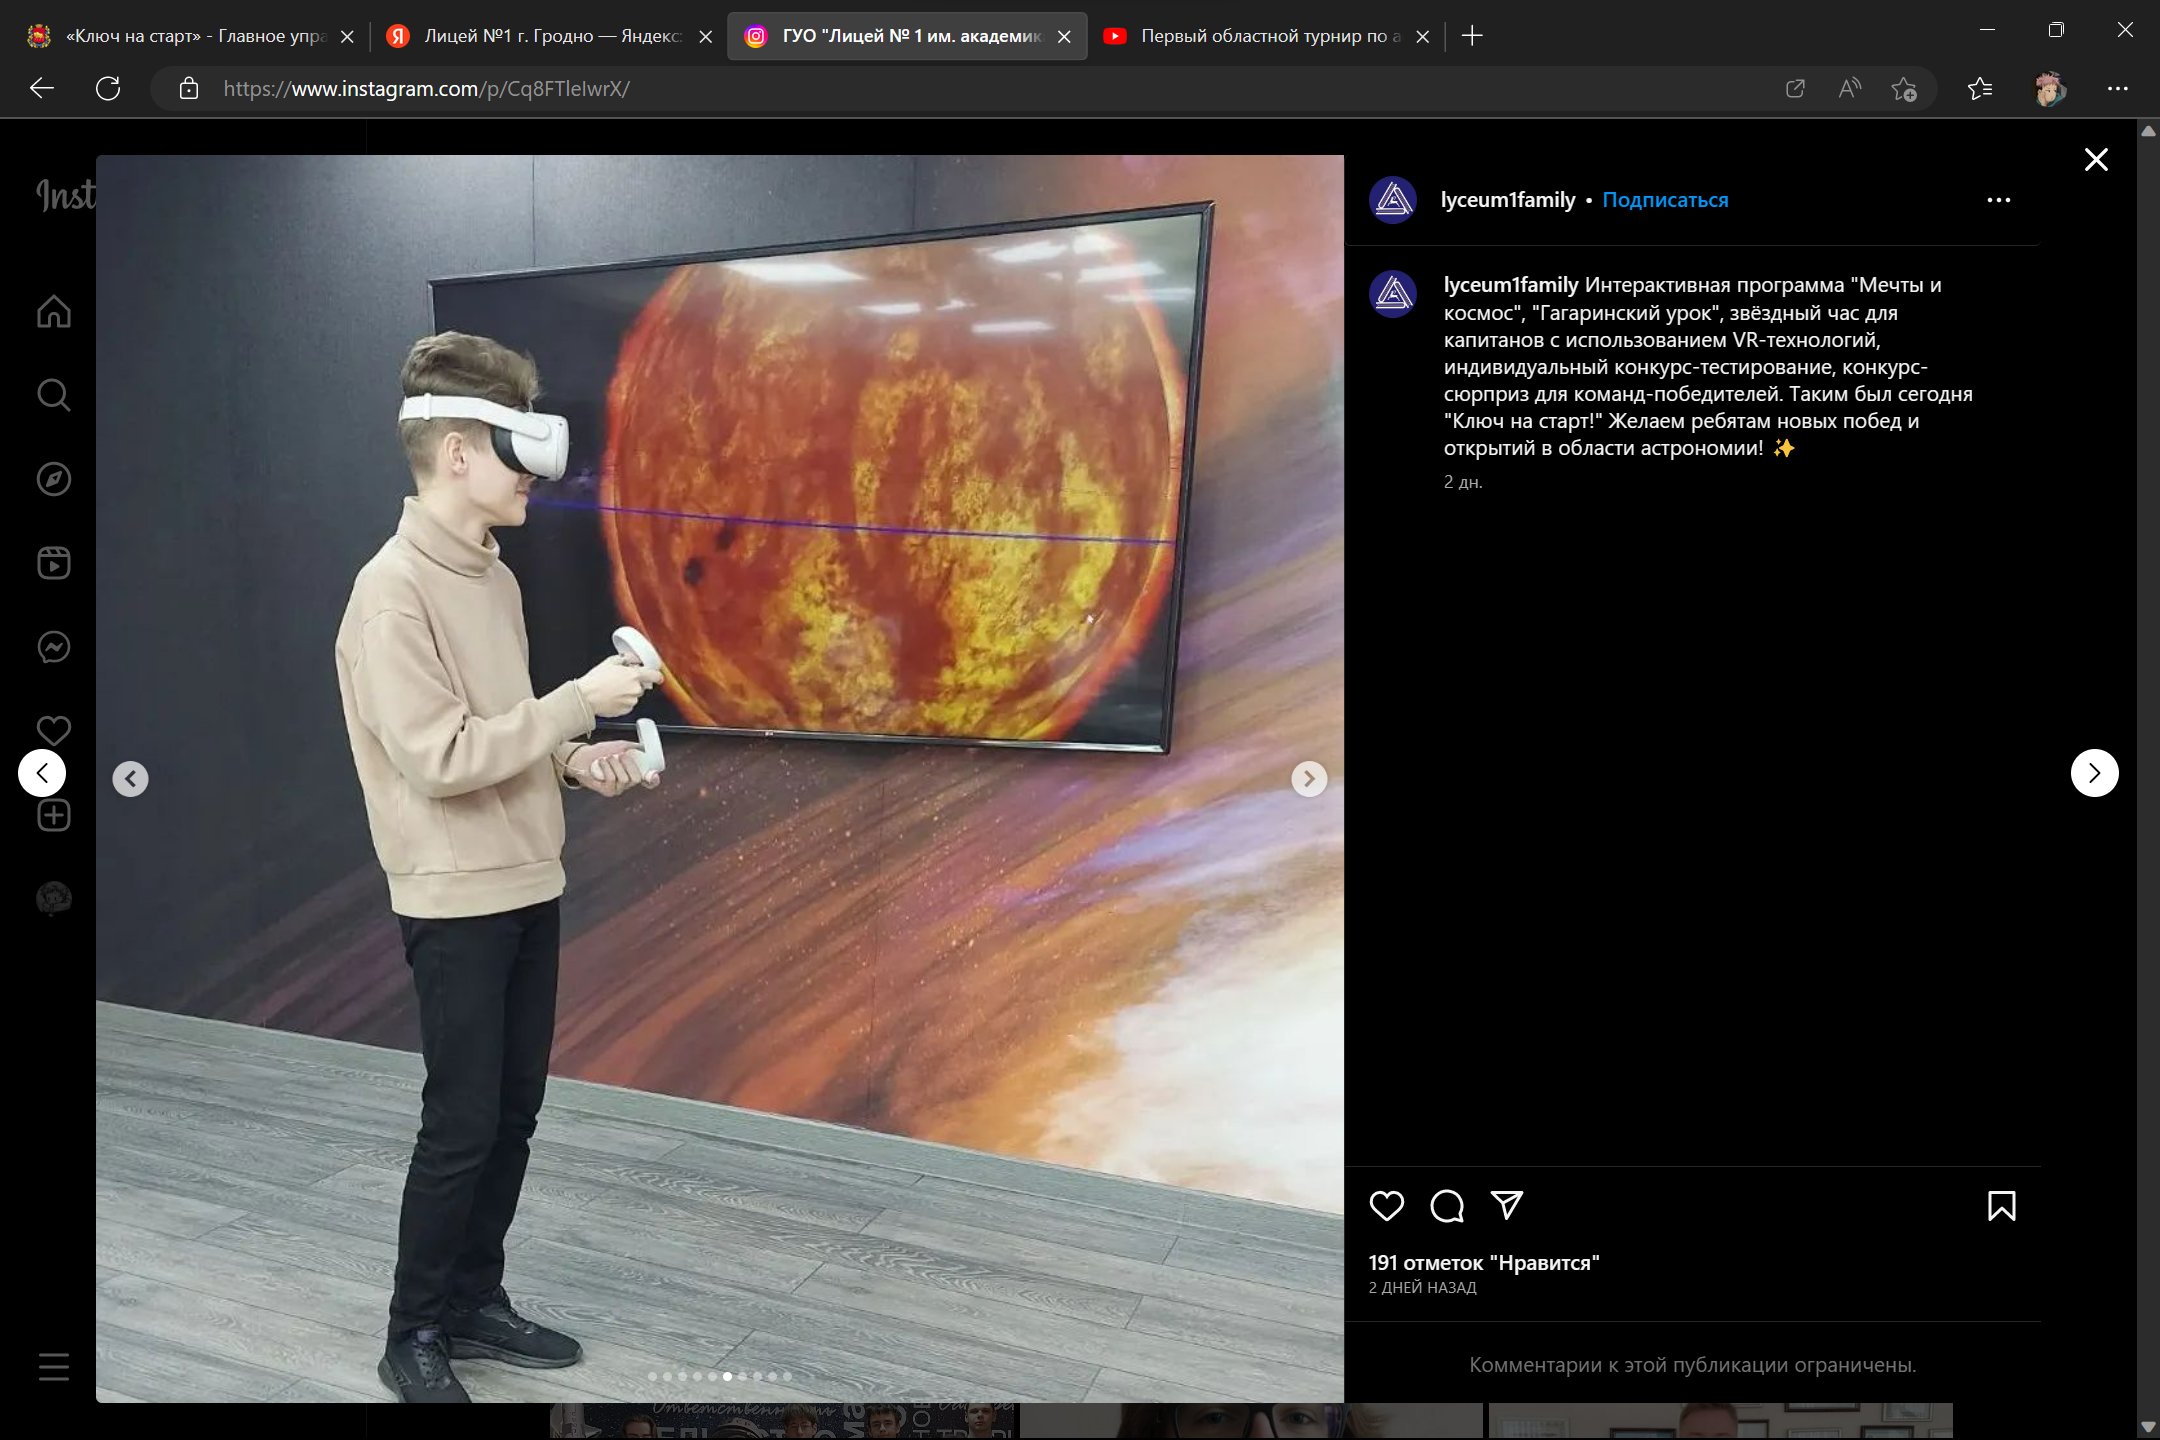 «Ключ на старт» - Главное упра
Лицей №1 г. Гродно — Яндекс:
ГУО "Лицей № 1 им. академик
Первый областной турнир по а
https://www.instagram.com/p/Cq8FTleIwrX/
Inst
lyceum1family • Подписаться
lyceum1family Интерактивная программа "Мечты и
космос", "Гагаринский урок", звёздный час для
капитанов с использованием VR-технологий,
индивидуальный конкурс-тестирование, конкурс-
сюрприз для команд-победителей. Таким был сегодня
"Ключ на старт!" Желаем ребятам новых побед и
открытий в области астрономии! ✨
2 дн.
191 отметок "Нравится"
2 ДНЕЙ НАЗАД
Комментарии к этой публикации ограничены.
Ответственность